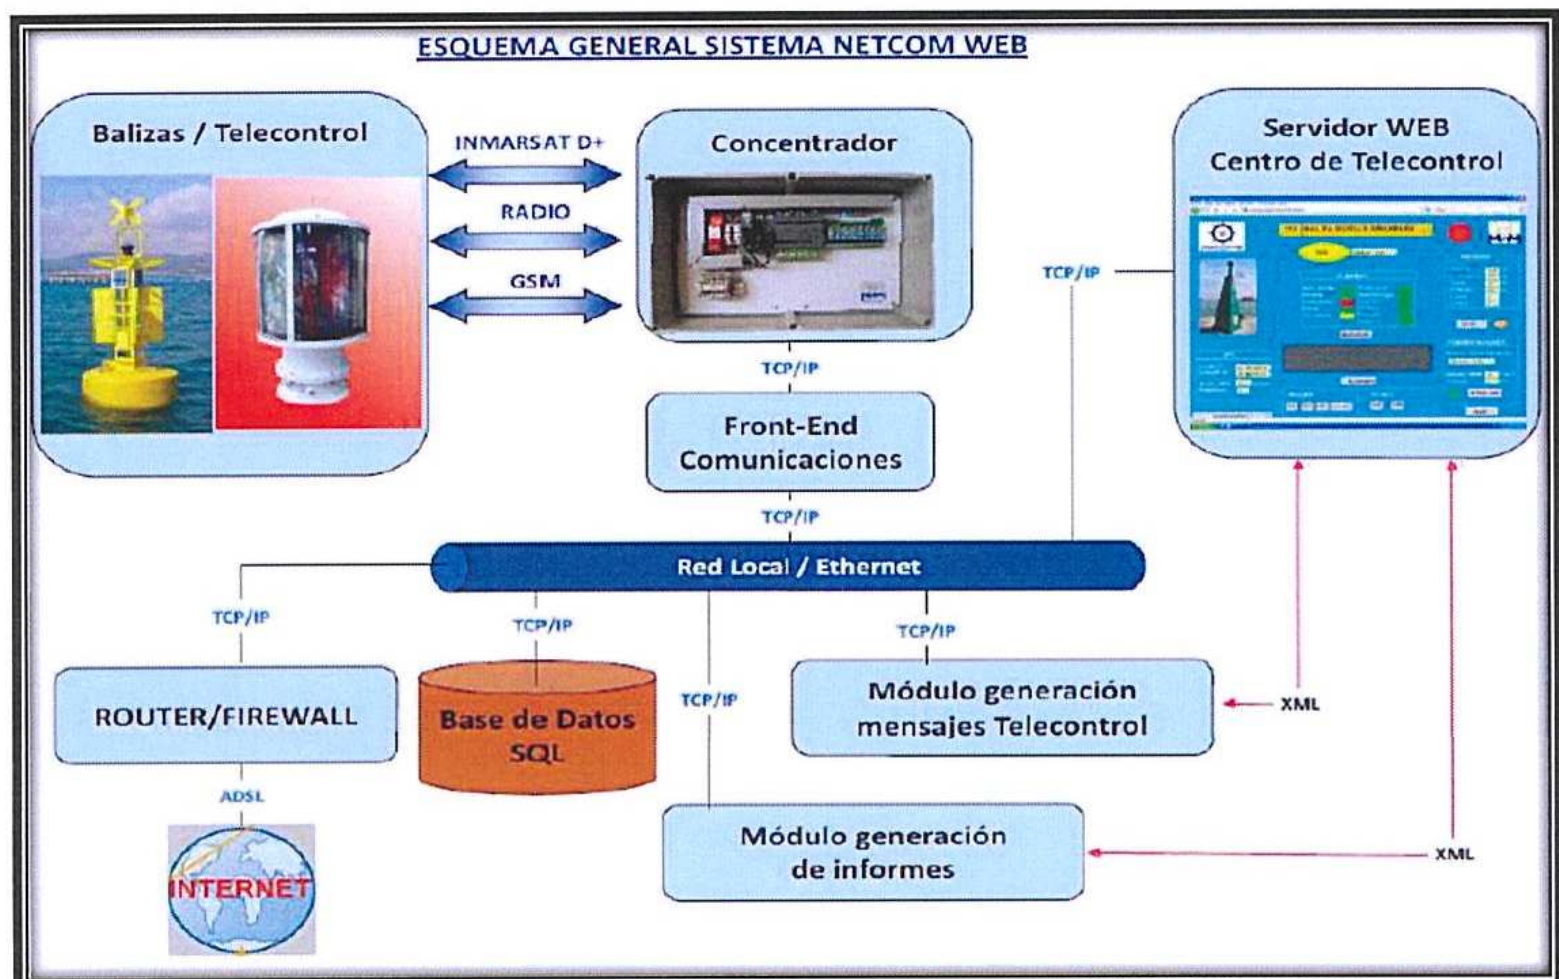 ESQUEMA GENERAL SISTEMA NETCOM WEB
Balizas / Telecontrol
INMARSAT D+
RADIO
GSM
Concentrador
Servidor WEB
Centro de Telecontrol
TCP/IP
TCP/IP
Front-End
Comunicaciones
TCP/IP
Red Local / Ethernet
TCP/IP
TCP/IP
TCP/IP
TCP/IP
ROUTER/FIREWALL
Base de Datos
SQL
Módulo generación
mensajes Telecontrol
XML
ADSL
INTERNET
Módulo generación
de informes
XML